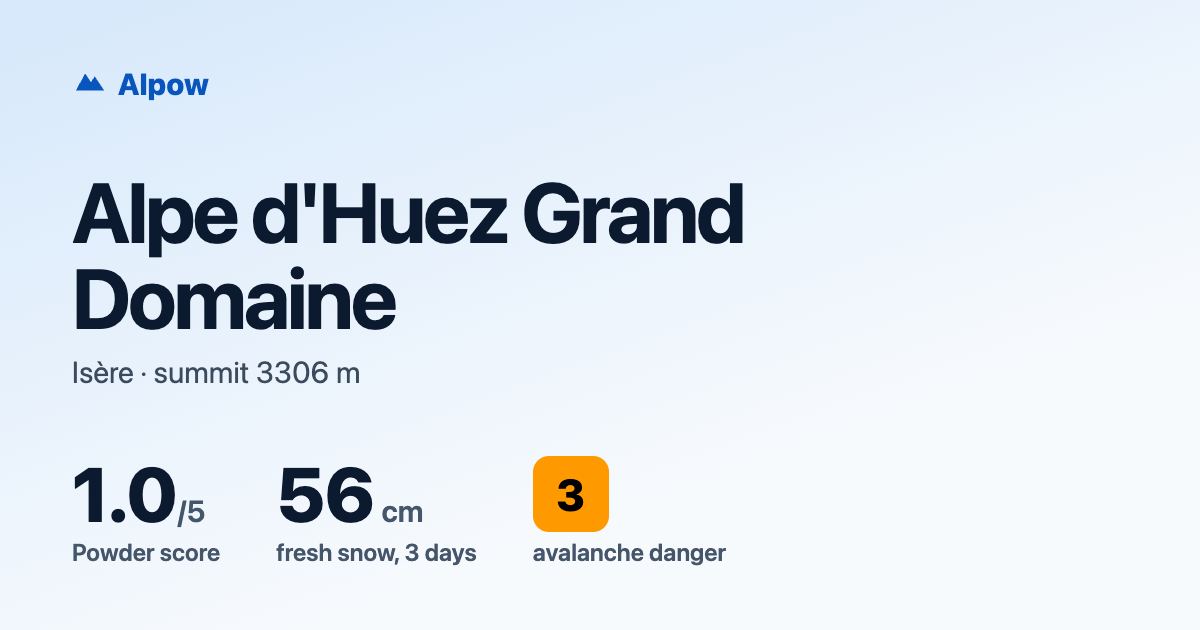 Alpow
Alpe d'Huez Grand
Domaine
Isère · summit 3306 m
1.0/5
Powder score
56 cm
fresh snow, 3 days
3
avalanche danger